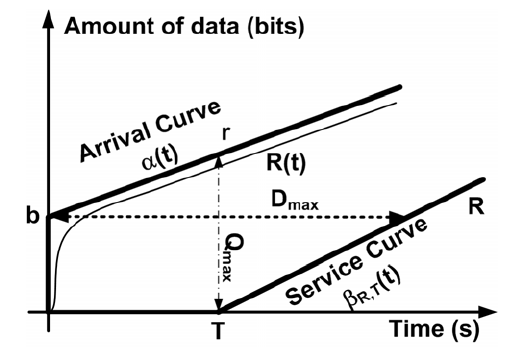 Amount of data (bits)
Arrival Curve
α(t)
r
R(t)
b
Dmax
Qmax
R
Service Curve
βR,T(t)
T
Time (s)